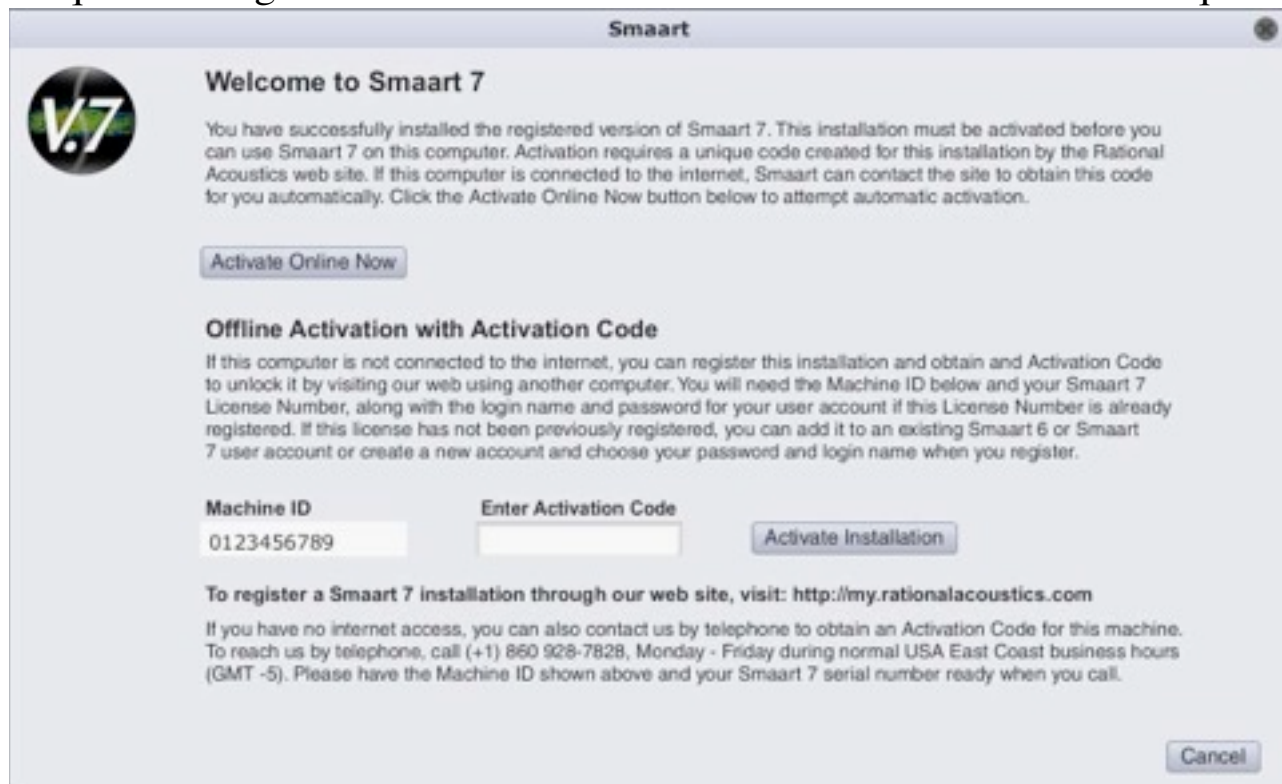 Smaart
V.7
Welcome to Smaart 7
You have successfully installed the registered version of Smaart 7. This installation must be activated before you
can use Smaart 7 on this computer. Activation requires a unique code created for this installation by the Rational
Acoustics web site. If this computer is connected to the internet, Smaart can contact the site to obtain this code
for you automatically. Click the Activate Online Now button below to attempt automatic activation.
Activate Online Now
Offline Activation with Activation Code
If this computer is not connected to the internet, you can register this installation and obtain and Activation Code
to unlock it by visiting our web using another computer. You will need the Machine ID below and your Smaart 7
License Number, along with the login name and password for your user account if this License Number is already
registered. If this license has not been previously registered, you can add it to an existing Smaart 6 or Smaart
7 user account or create a new account and choose your password and login name when you register.
Machine ID Enter Activation Code
0123456789 Activate Installation
To register a Smaart 7 installation through our web site, visit: http://my.rationalacoustics.com
If you have no internet access, you can also contact us by telephone to obtain an Activation Code for this machine.
To reach us by telephone, call (+1) 860 928-7828, Monday - Friday during normal USA East Coast business hours
(GMT -5). Please have the Machine ID shown above and your Smaart 7 serial number ready when you call.
Cancel